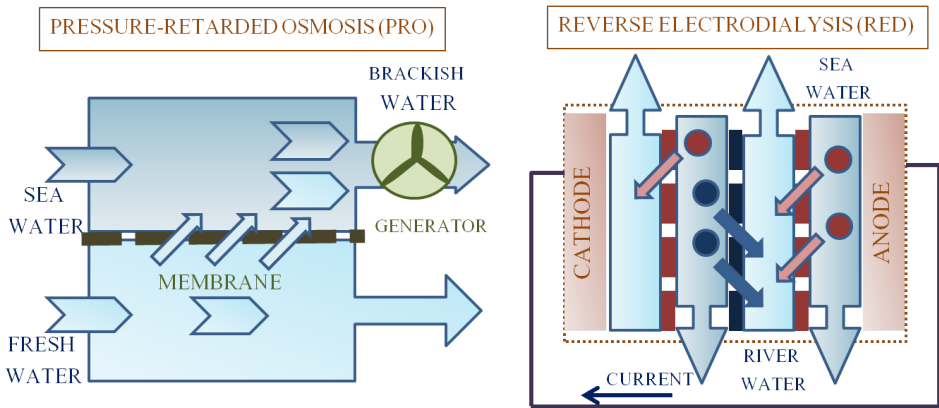 PRESSURE-RETARDED OSMOSIS (PRO)
BRACKISH
WATER
SEA
WATER
GENERATOR
MEMBRANE
FRESH
WATER
REVERSE ELECTRODIALYSIS (RED)
SEA
WATER
CATHODE
ANODE
RIVER
WATER
CURRENT